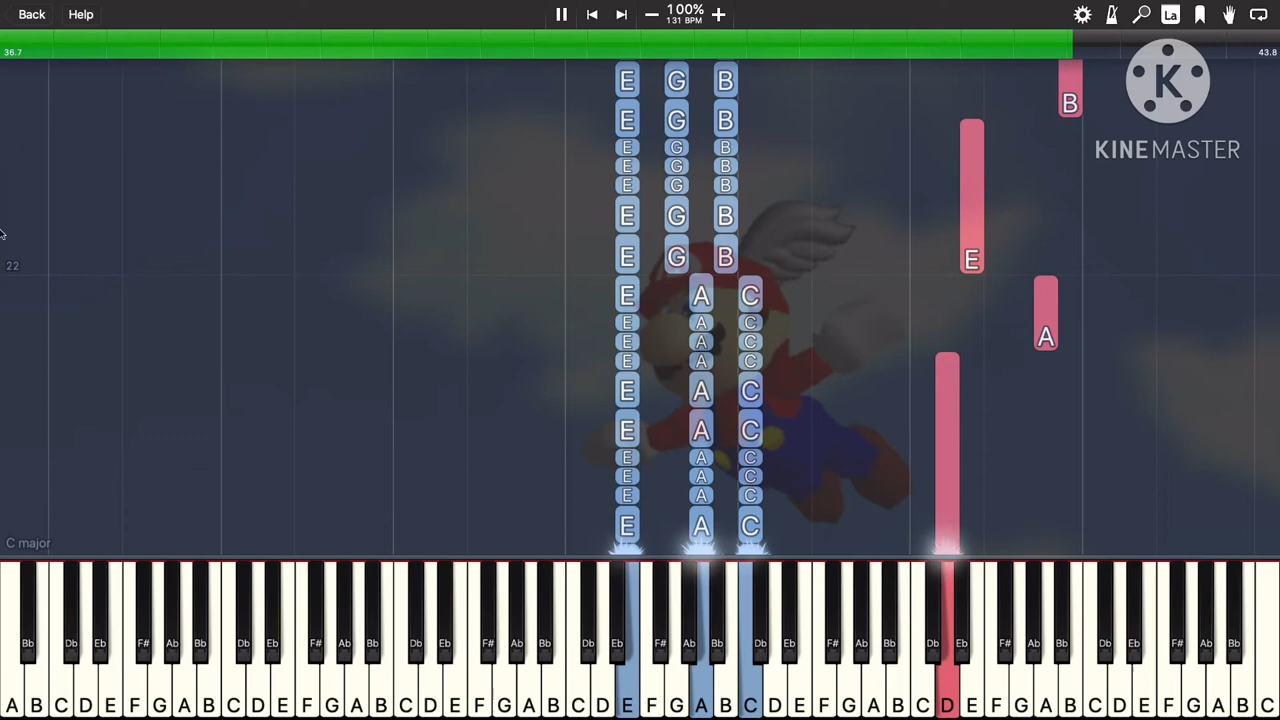 Back Help 100% La
131 BPM
36.7 43.8
K
KINEMASTER
E G B B
E G B
E G B
E G B
E G B
E G B
E G B E
22
E A C
E A C
E A C A
E A C
E A C
E A C
E A C
E A C
E A C
E A C
C major
Bb Db Eb F# Ab Bb Db Eb F# Ab Bb Db Eb F# Ab Bb Db Eb F# Ab Bb Db Eb F# Ab Bb Db Eb F# Ab Bb Db Eb F# Ab Bb
A B C D E F G A B C D E F G A B C D E F G A B C D E F G A B C D E F G A B C D E F G A B C D E F G A B C